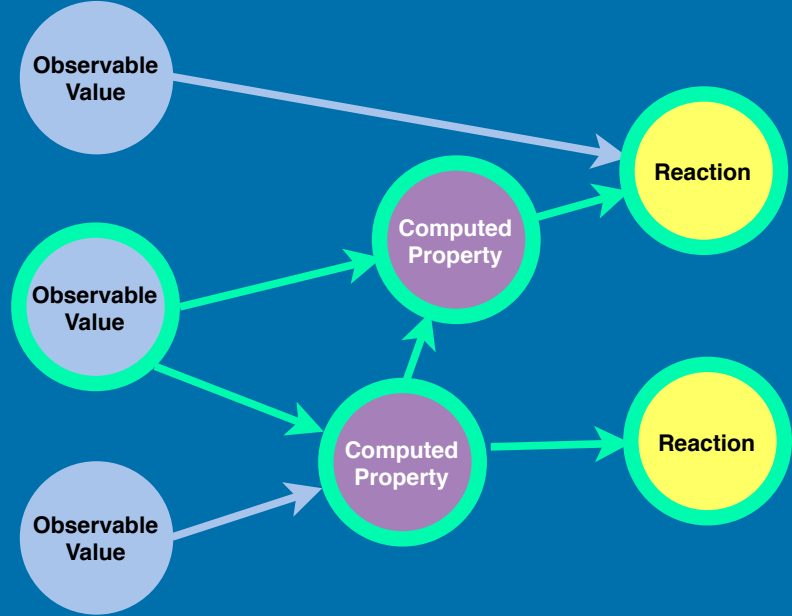 Observable
Value
Reaction
Computed
Property
Observable
Value
Computed
Property
Reaction
Observable
Value